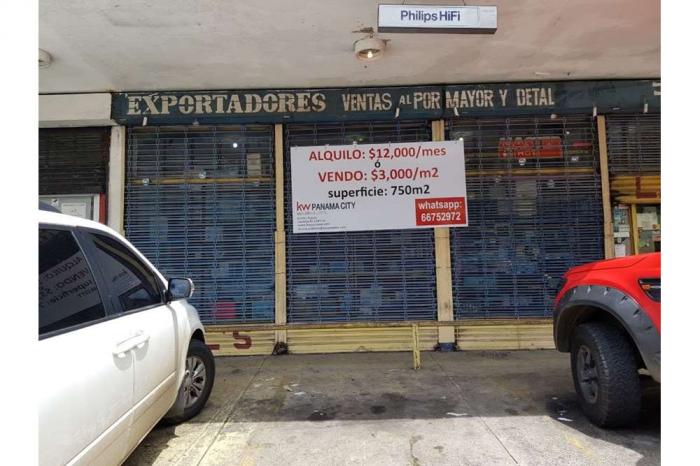 Philips HiFi
EXPORTADORES VENTAS AL POR MAYOR Y DETAL
ALQUILO: $12,000/mes
ó
VENDO: $3,000/m2
superficie: 750m2
kw PANAMA CITY
whatsapp:
66752972